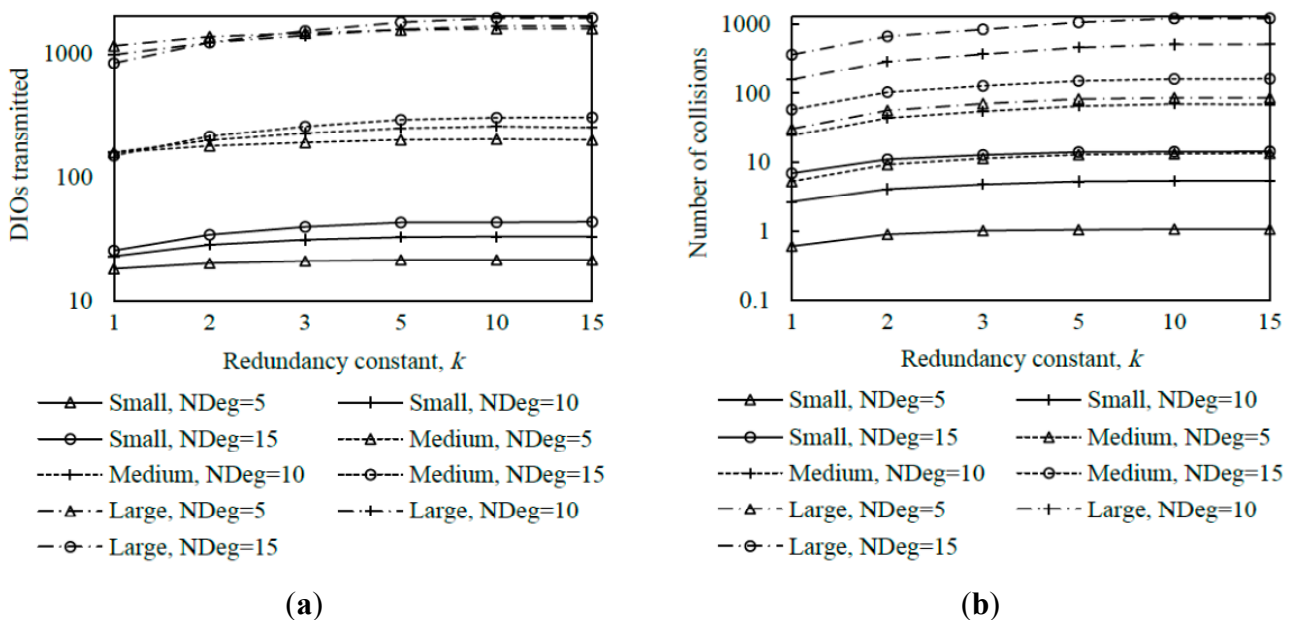 DIOs transmitted
1000
100
10
1 2 3 5 10 15
Redundancy constant, k
Small, NDeg=5 Small, NDeg=10
Small, NDeg=15 Medium, NDeg=5
Medium, NDeg=10 Medium, NDeg=15
Large, NDeg=5 Large, NDeg=10
Large, NDeg=15
(a)
Number of collisions
1000
100
10
1
0.1
1 2 3 5 10 15
Redundancy constant, k
Small, NDeg=5 Small, NDeg=10
Small, NDeg=15 Medium, NDeg=5
Medium, NDeg=10 Medium, NDeg=15
Large, NDeg=5 Large, NDeg=10
Large, NDeg=15
(b)